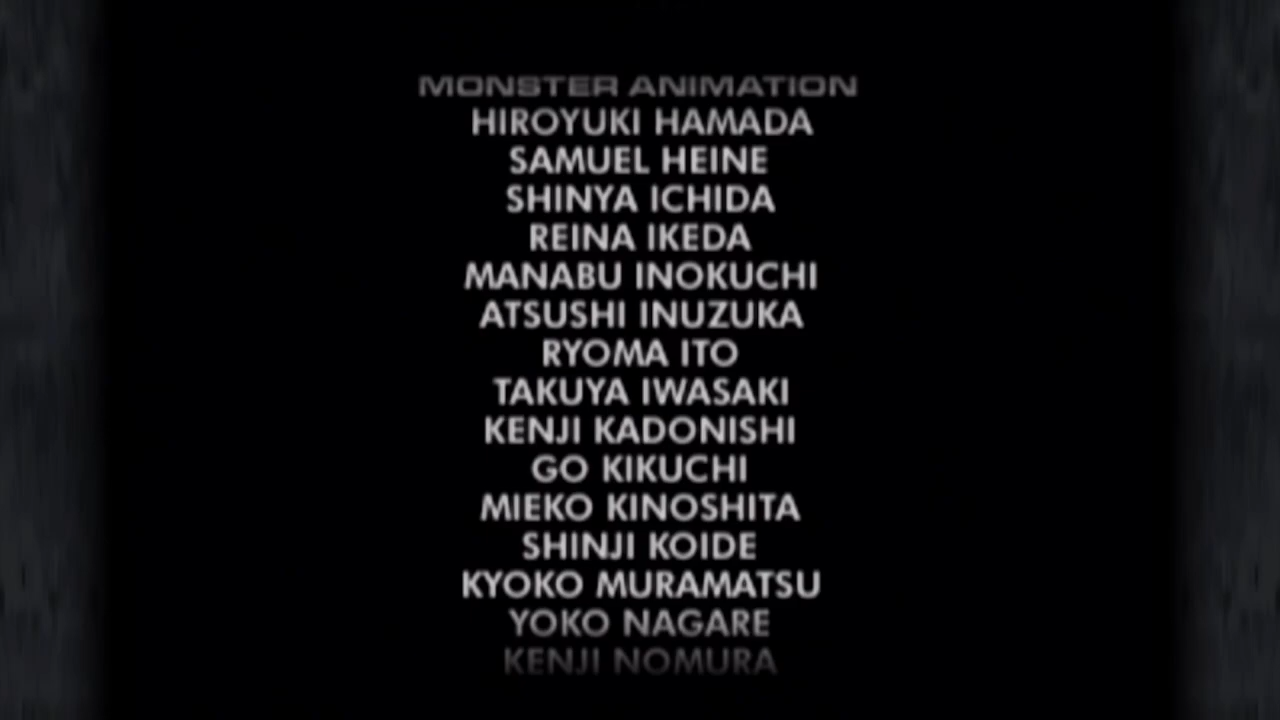 MONSTER ANIMATION
HIROYUKI HAMADA
SAMUEL HEINE
SHINYA ICHIDA
REINA IKEDA
MANABU INOKUCHI
ATSUSHI INUZUKA
RYOMA ITO
TAKUYA IWASAKI
KENJI KADONISHI
GO KIKUCHI
MIEKO KINOSHITA
SHINJI KOIDE
KYOKO MURAMATSU
YOKO NAGARE
KENJI NOMURA